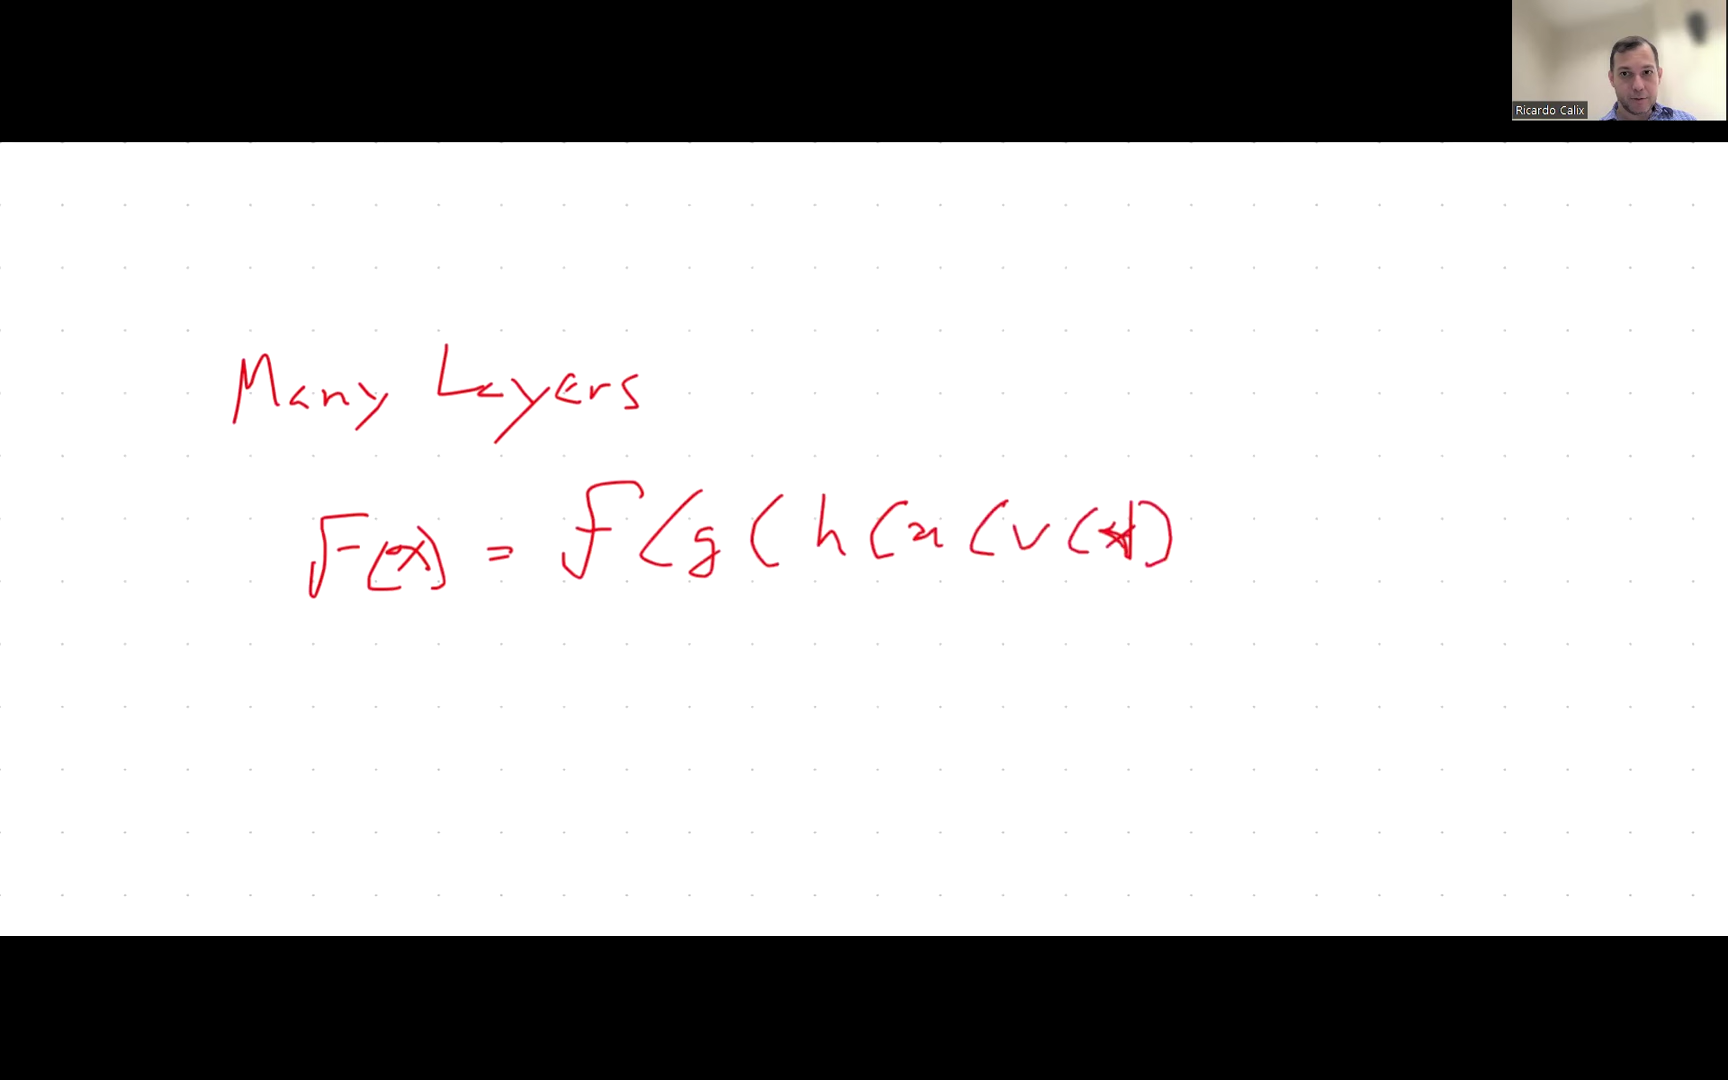 Ricardo Calix
Many Layers
F(x) = f(g(h(u(v(x)